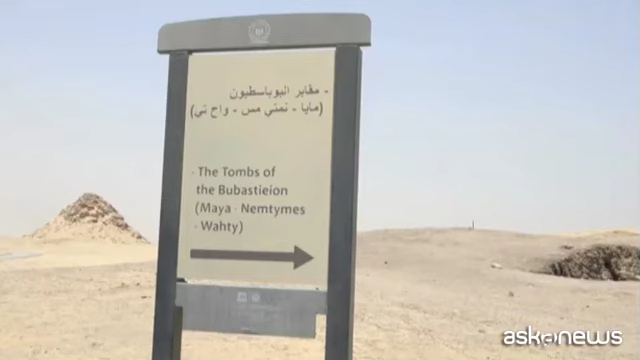 - مقابر البوباسطيون
(مايا - نمتي مس - واح تي)
- The Tombs of
the Bubastieion
(Maya - Nemtymes
- Wahty)
askanews